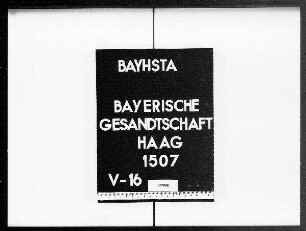 BAYHSTA
BAYERISCHE
GESANDTSCHAFT
HAAG
1507
V-16